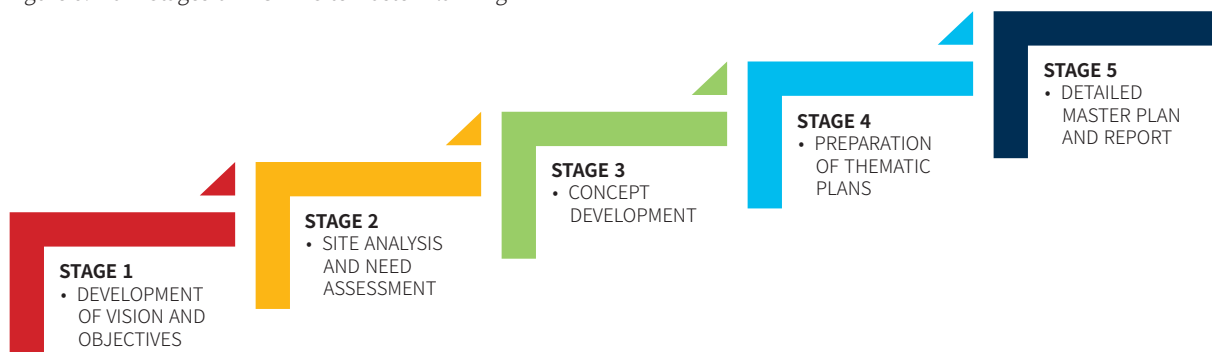 STAGE 1
• DEVELOPMENT
OF VISION AND
OBJECTIVES
STAGE 2
• SITE ANALYSIS
AND NEED
ASSESSMENT
STAGE 3
• CONCEPT
DEVELOPMENT
STAGE 4
• PREPARATION
OF THEMATIC
PLANS
STAGE 5
• DETAILED
MASTER PLAN
AND REPORT